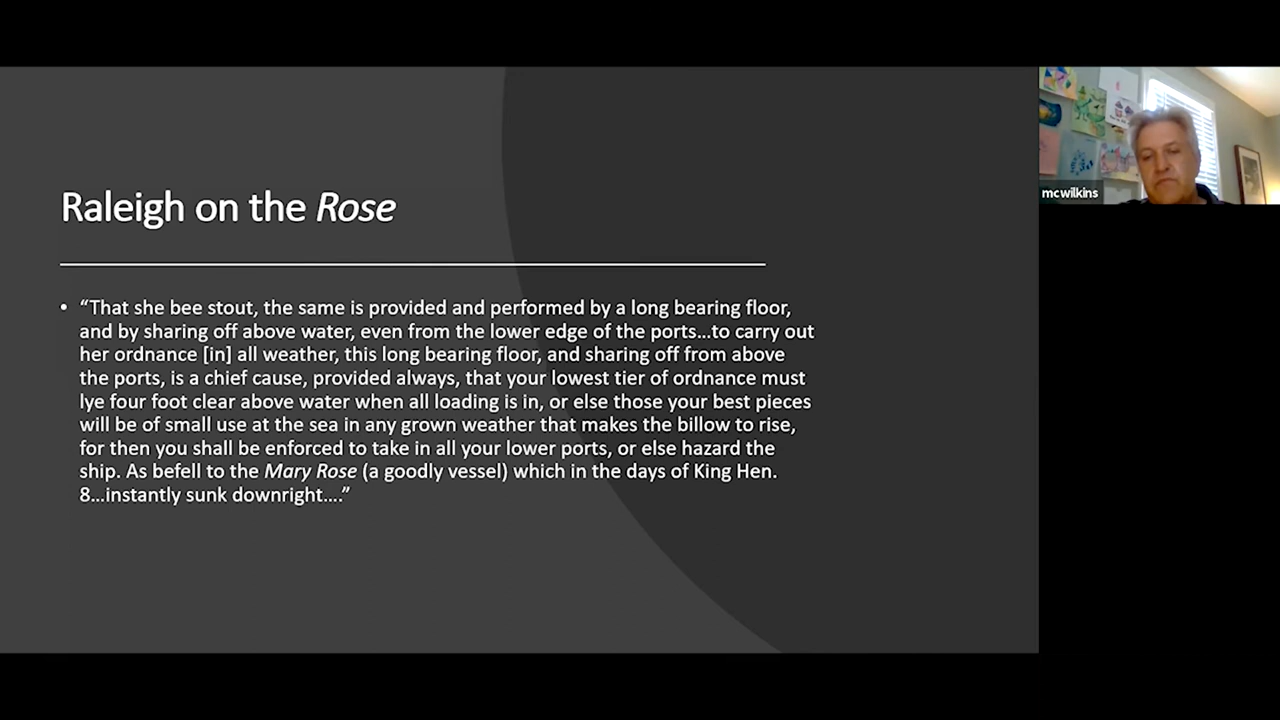 Raleigh on the Rose
• “That she bee stout, the same is provided and performed by a long bearing floor,
and by sharing off above water, even from the lower edge of the ports…to carry out
her ordnance [in] all weather, this long bearing floor, and sharing off from above
the ports, is a chief cause, provided always, that your lowest tier of ordnance must
lye four foot clear above water when all loading is in, or else those your best pieces
will be of small use at the sea in any grown weather that makes the billow to rise,
for then you shall be enforced to take in all your lower ports, or else hazard the
ship. As befell to the Mary Rose (a goodly vessel) which in the days of King Hen.
8…instantly sunk downright….”
mcwilkins